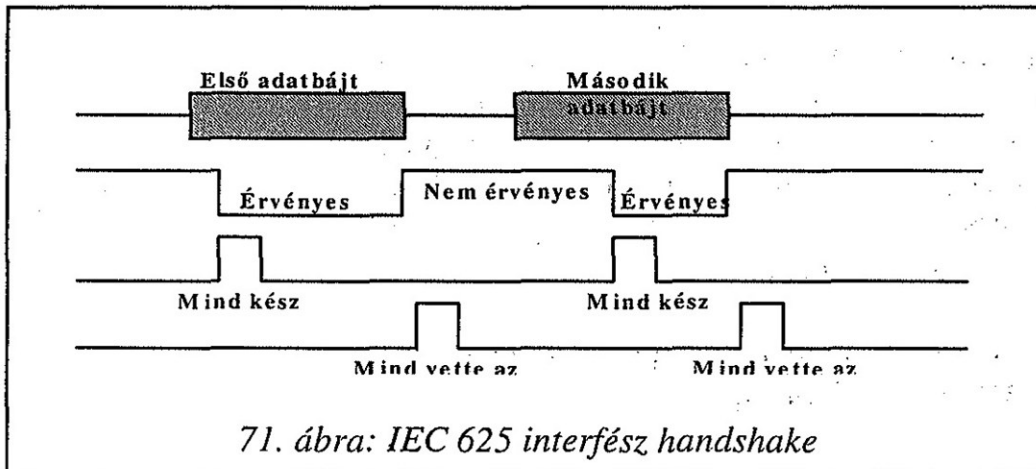 Első adatbájt
Második
adatbájt
Érvényes
Nem érvényes
Érvényes
Mind kész
Mind kész
Mind vette az
Mind vette az
71. ábra: IEC 625 interfész handshake